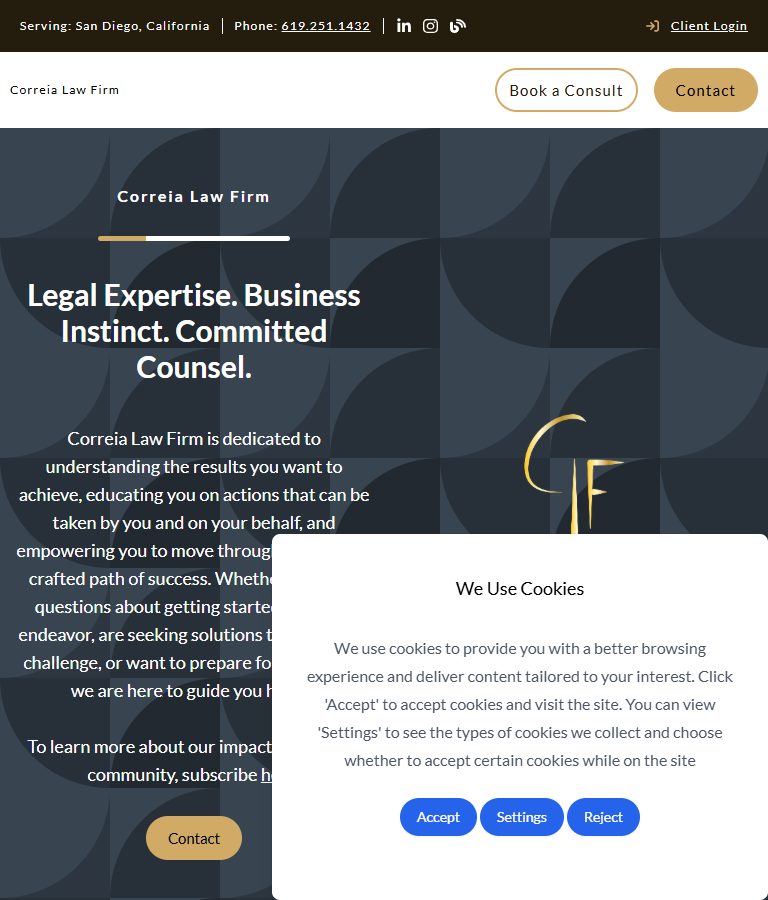 Serving: San Diego, California
Phone: 619.251.1432
Client Login
Correia Law Firm
Book a Consult
Contact
Correia Law Firm
Legal Expertise. Business
Instinct. Committed
Counsel.
Correia Law Firm is dedicated to
understanding the results you want to
achieve, educating you on actions that can be
taken by you and on your behalf, and
empowering you to move through
crafted path of success.
questions about getting
endeavor, are seeking solutions
challenge, or want to prepare
we are here to guide you
To learn more about our impact
community, subscribe
Contact
CLF
We Use Cookies
We use cookies to provide you with a better browsing
experience and deliver content tailored to your interest. Click
'Accept' to accept cookies and visit the site. You can view
'Settings' to see the types of cookies we collect and choose
whether to accept certain cookies while on the site
Accept
Settings
Reject